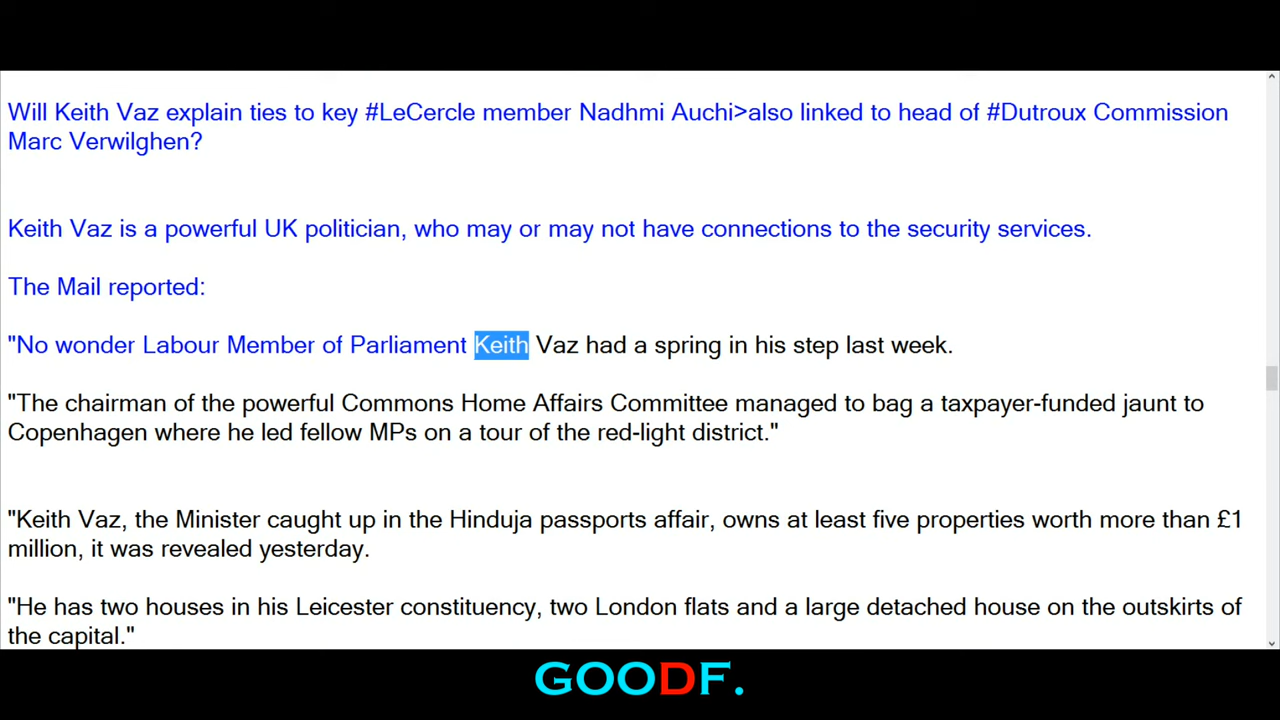 Will Keith Vaz explain ties to key #LeCercle member Nadhmi Auchi>also linked to head of #Dutroux Commission
Marc Verwilghen?
Keith Vaz is a powerful UK politician, who may or may not have connections to the security services.
The Mail reported:
"No wonder Labour Member of Parliament Keith Vaz had a spring in his step last week.
"The chairman of the powerful Commons Home Affairs Committee managed to bag a taxpayer-funded jaunt to
Copenhagen where he led fellow MPs on a tour of the red-light district."
"Keith Vaz, the Minister caught up in the Hinduja passports affair, owns at least five properties worth more than £1
million, it was revealed yesterday.
"He has two houses in his Leicester constituency, two London flats and a large detached house on the outskirts of
the capital."
GOODF.